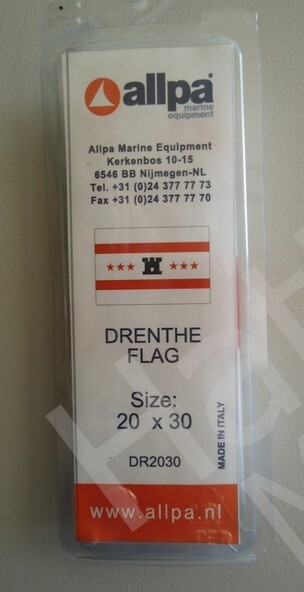 allpa
marine
equipment
Allpa Marine Equipment
Kerkenbos 10-15
6546 BB Nijmegen-NL
Tel. +31 (0)24 377 77 73
Fax +31 (0)24 377 77 70
DRENTHE
FLAG
Size:
20 x 30
DR2030
MADE IN ITALY
www.allpa.nl